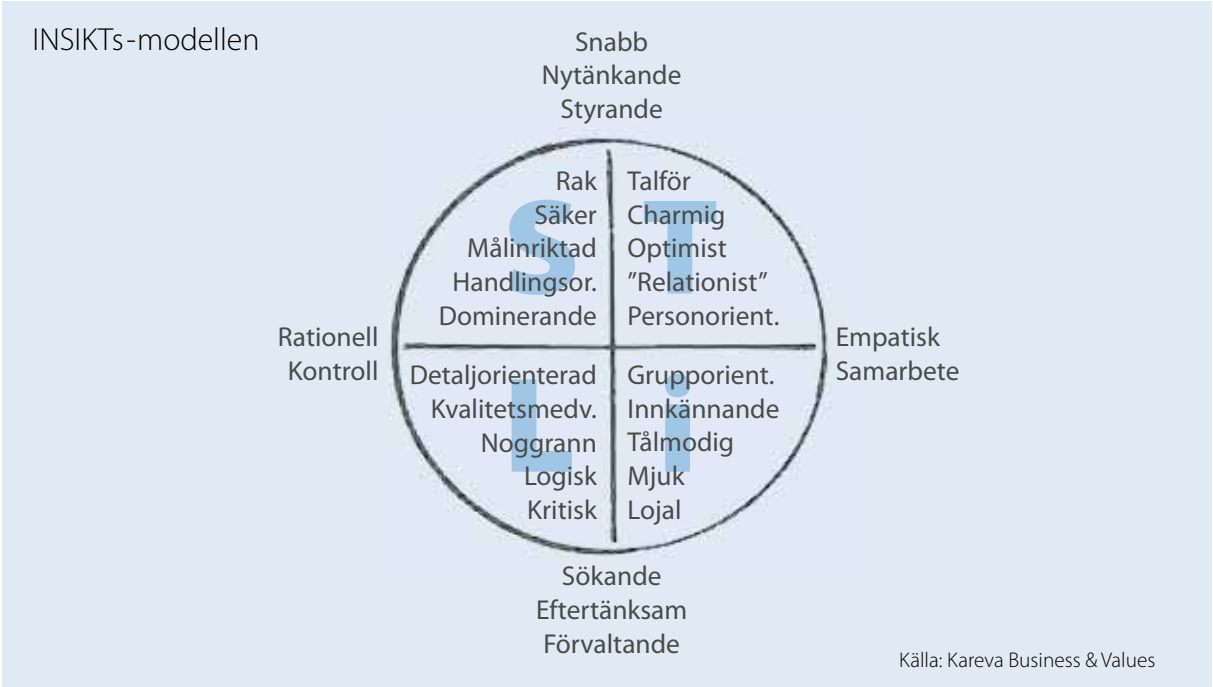 INSIKTs-modellen
Snabb
Nytänkande
Styrande
S
Rak
Säker
Målinriktad
Handlingsor.
Dominerande
T
Talför
Charmig
Optimist
”Relationist”
Personorient.
Rationell
Kontroll
Empatisk
Samarbete
L
Detaljorienterad
Kvalitetsmedv.
Noggrann
Logisk
Kritisk
i
Grupporient.
Innkännande
Tålmodig
Mjuk
Lojal
Sökande
Eftertänksam
Förvaltande
Källa: Kareva Business & Values